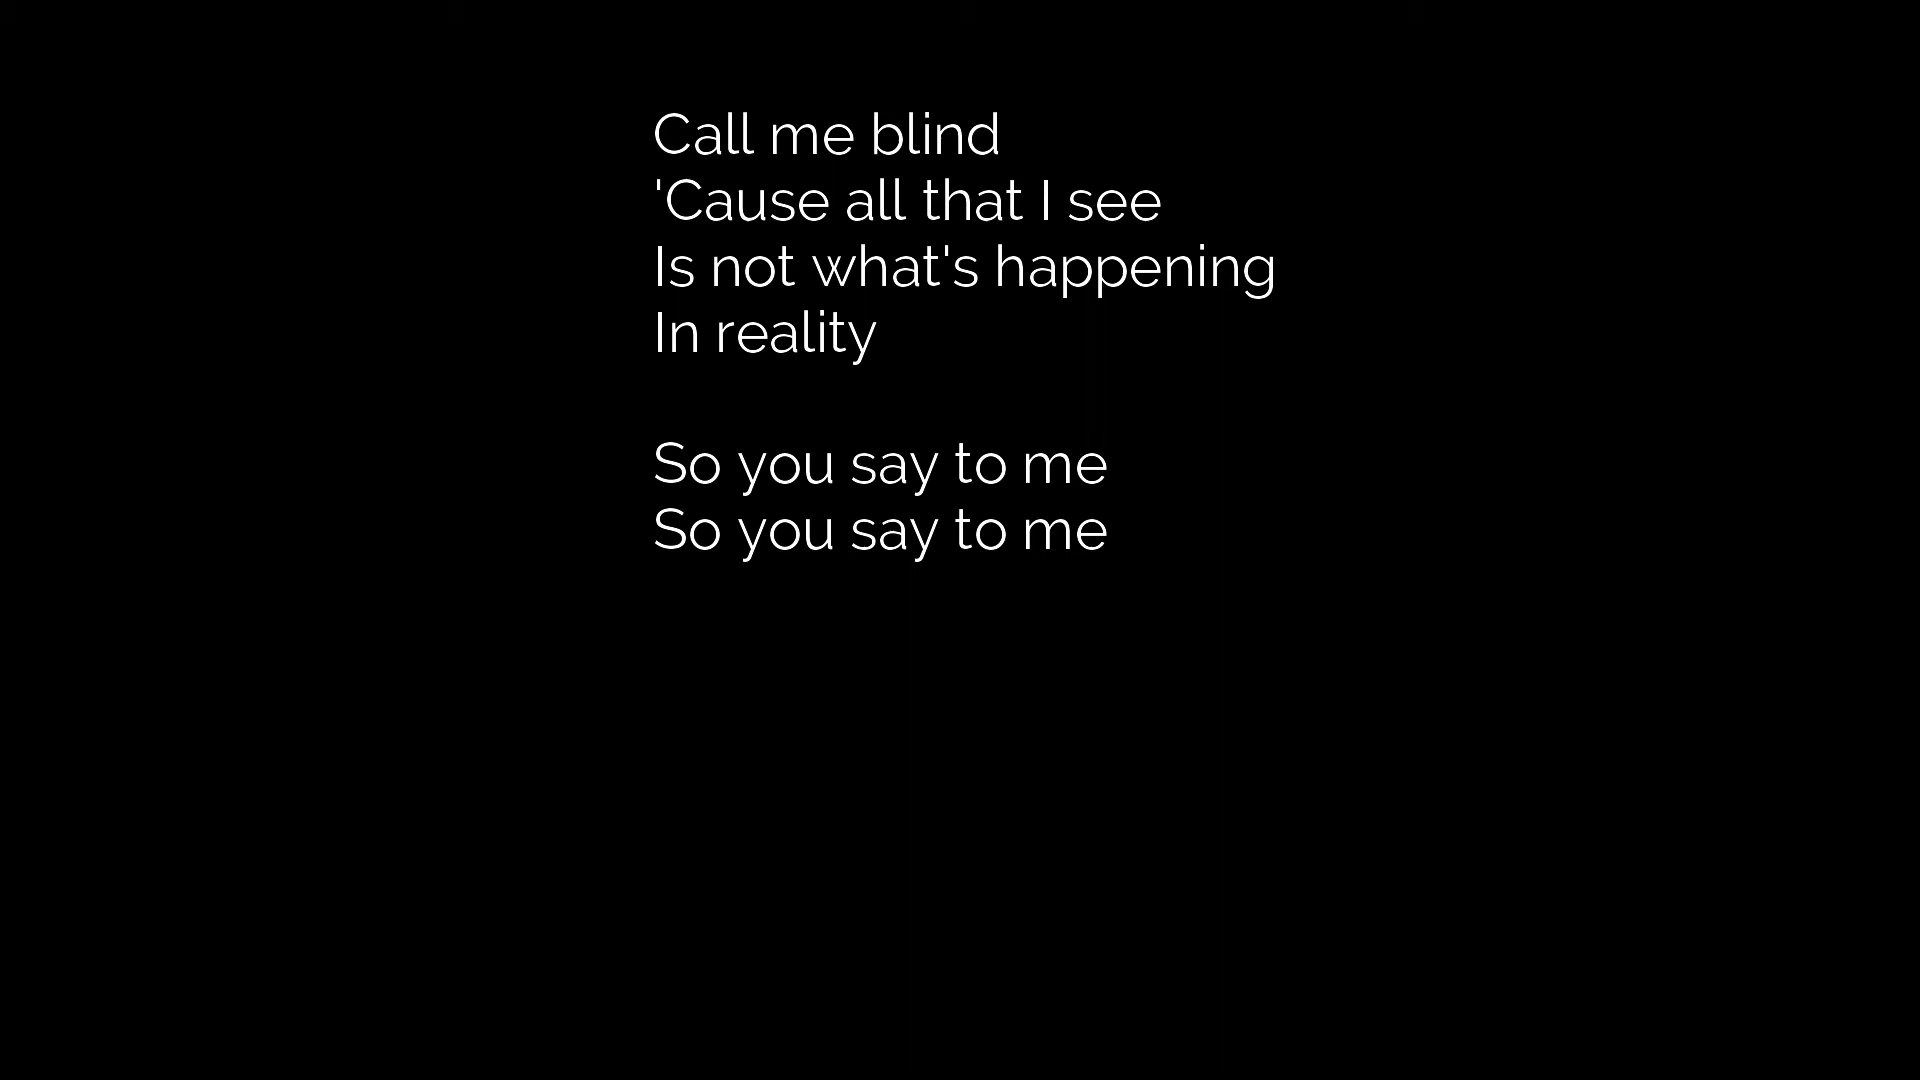 Call me blind
'Cause all that I see
Is not what's happening
In reality
So you say to me
So you say to me